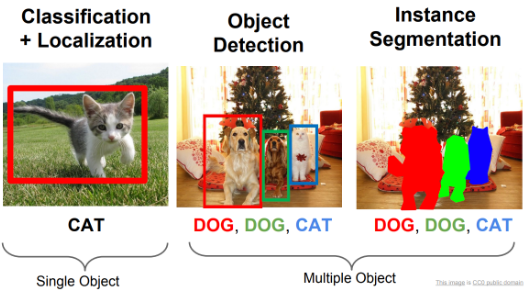 Classification
+ Localization
Object
Detection
Instance
Segmentation
CAT
DOG, DOG, CAT
DOG, DOG, CAT
Single Object
Multiple Object
This image is CC0 public domain